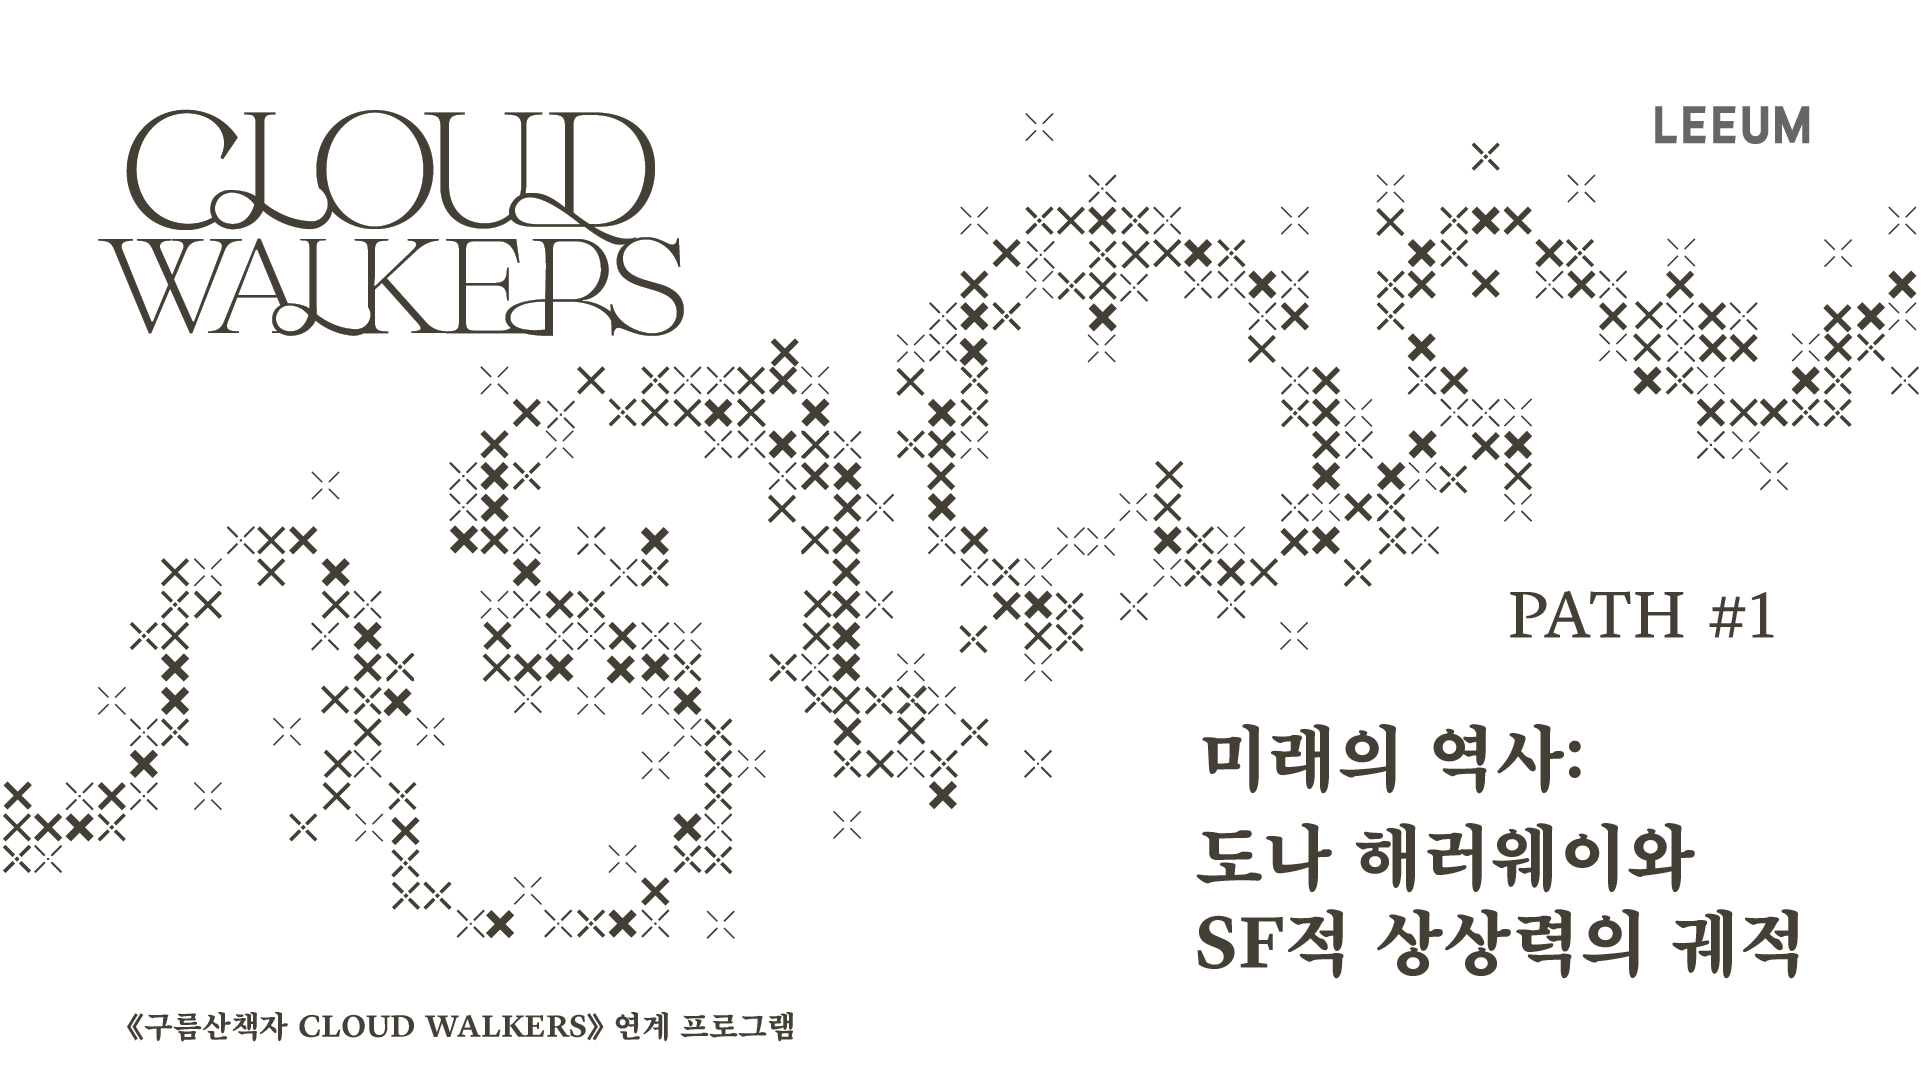 CLOUD
WALKERS
LEEUM
PATH #1
미래의 역사:
도나 해러웨이와
SF적 상상력의 궤적
《구름산책자 CLOUD WALKERS》 연계 프로그램